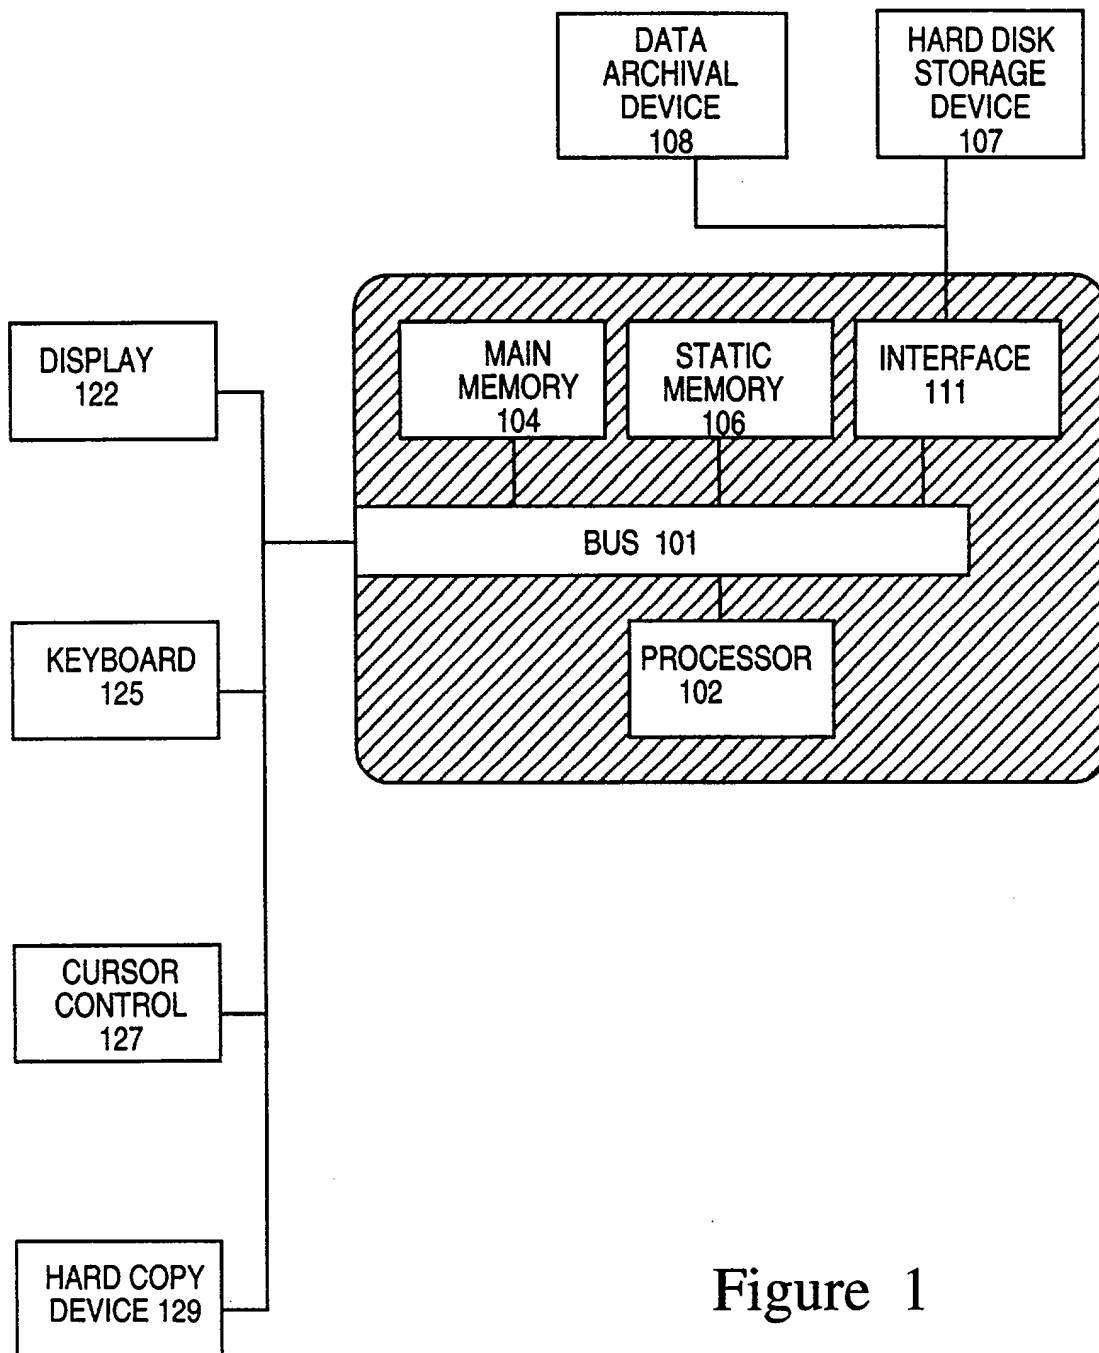 DATA
ARCHIVAL
DEVICE
108
HARD DISK
STORAGE
DEVICE
107
DISPLAY
122
MAIN
MEMORY
104
STATIC
MEMORY
106
INTERFACE
111
BUS 101
KEYBOARD
125
PROCESSOR
102
CURSOR
CONTROL
127
HARD COPY
DEVICE 129
Figure 1